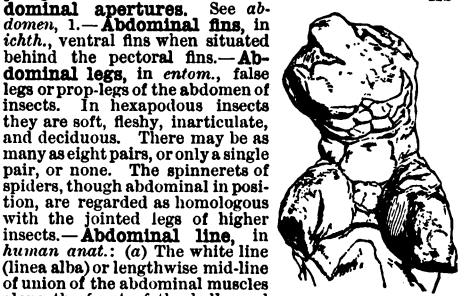 dominal apertures. See ab-
domen, 1.—Abdominal fins, in
ichth., ventral fins when situated
behind the pectoral fins.—Ab-
dominal legs, in entom., false
legs or prop-legs of the abdomen of
insects. In hexapodous insects
they are soft, fleshy, inarticulate,
and deciduous. There may be as
many as eight pairs, or only a single
pair, or none. The spinnerets of
spiders, though abdominal in posi-
tion, are regarded as homologous
with the jointed legs of higher
insects.—Abdominal line, in
human anat.: (a) The white line
(linea alba) or lengthwise mid-line
of union of the abdominal muscles